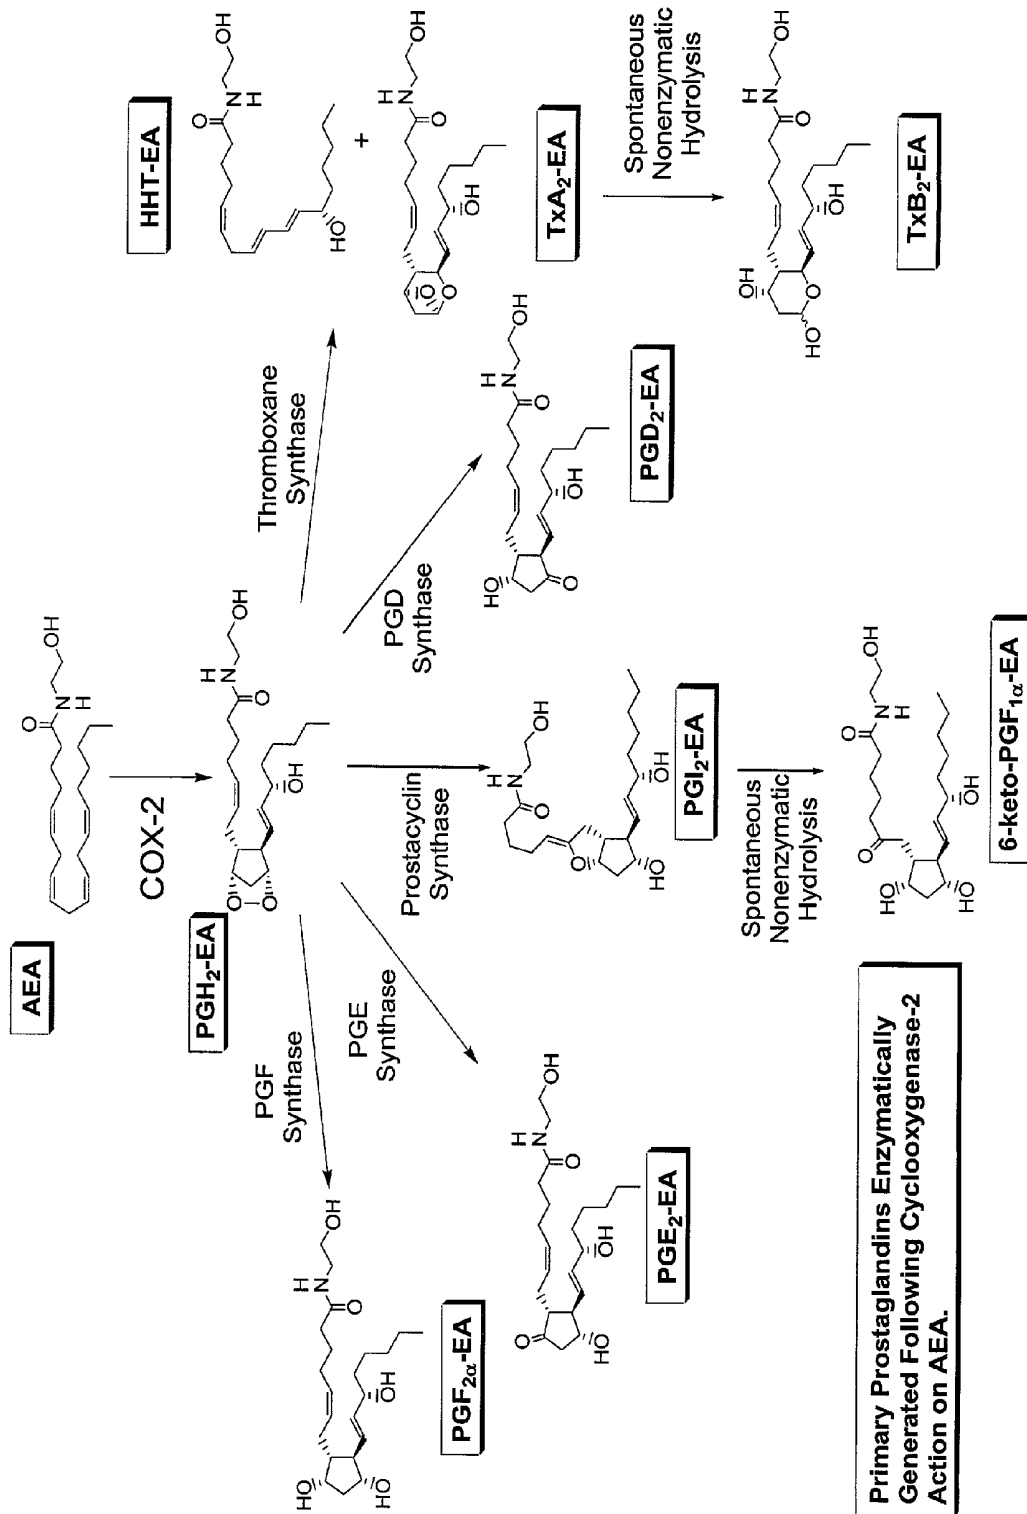 AEA
COX-2
PGH2-EA
PGF
Synthase
PGE
Synthase
Prostacyclin
Synthase
PGD
Synthase
Thromboxane
Synthase
HHT-EA
+
TxA2-EA
Spontaneous
Nonenzymatic
Hydrolysis
TxB2-EA
PGD2-EA
PGI2-EA
Spontaneous
Nonenzymatic
Hydrolysis
6-keto-PGF1α-EA
PGE2-EA
PGF2α-EA
Primary Prostaglandins Enzymatically
Generated Following Cyclooxygenase-2
Action on AEA.